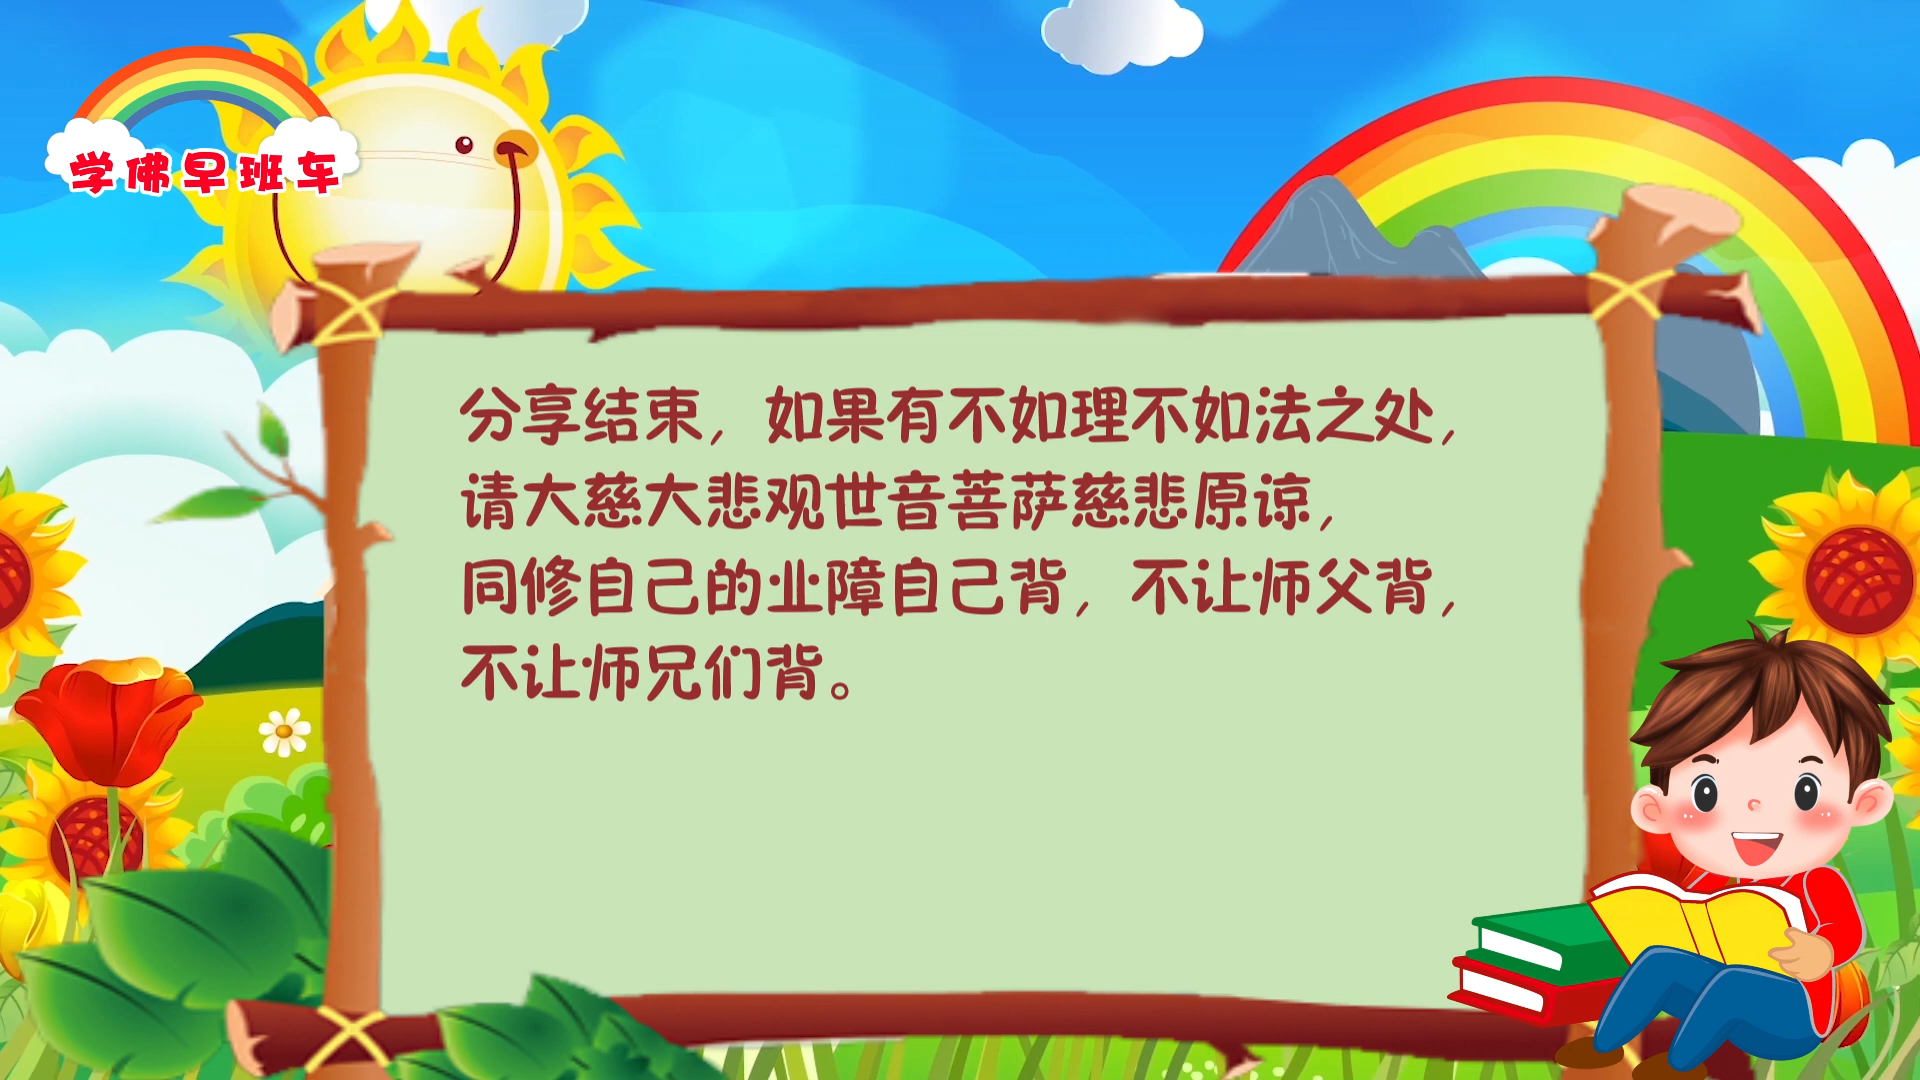 学佛早班车
分享结束，如果有不如理不如法之处，
请大慈大悲观世音菩萨慈悲原谅，
同修自己的业障自己背，不让师父背，
不让师兄们背。